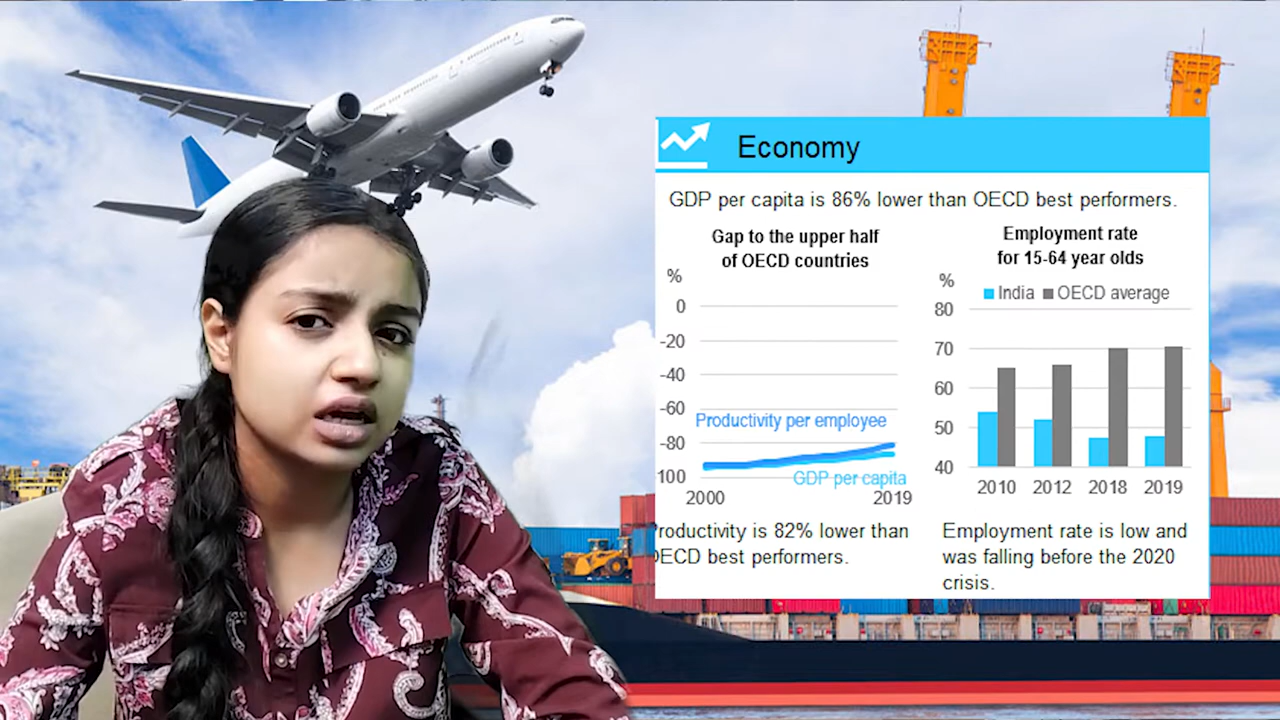 Economy
GDP per capita is 86% lower than OECD best performers.
Gap to the upper half
of OECD countries
%
0
-20
-40
-60
-80
100
Productivity per employee
GDP per capita
2000 2019
roductivity is 82% lower than
OECD best performers.
Employment rate
for 15-64 year olds
%
India OECD average
80
70
60
50
40
2010 2012 2018 2019
Employment rate is low and
was falling before the 2020
crisis.